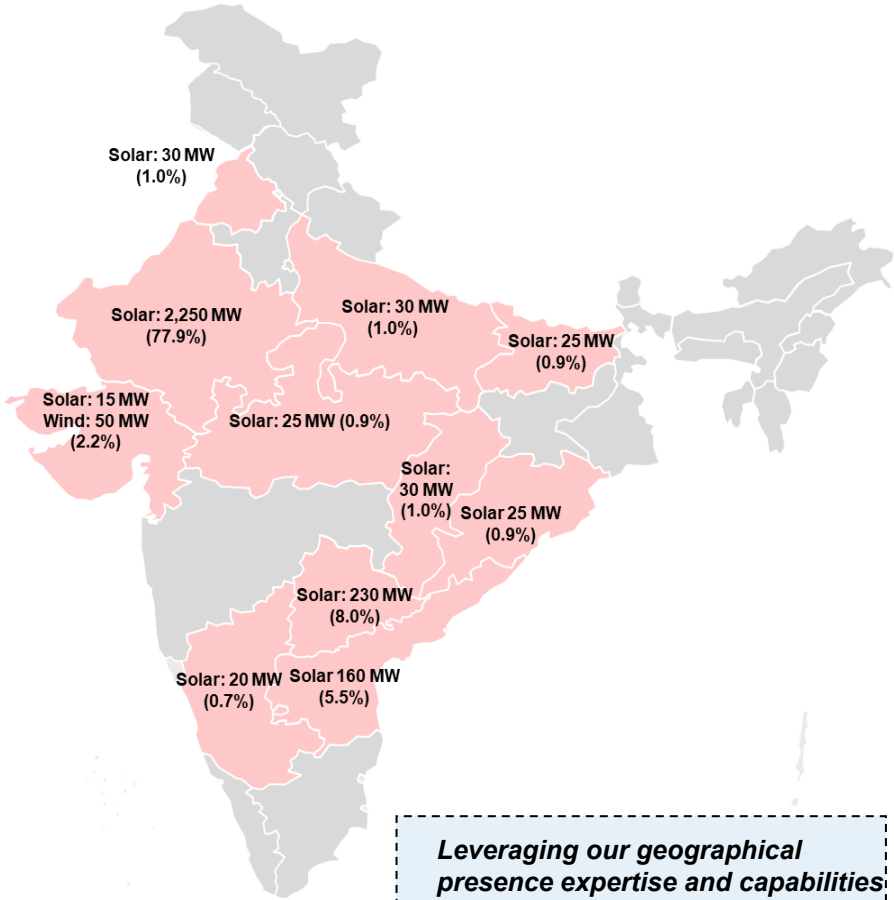 Solar: 30 MW
(1.0%)
Solar: 2,250 MW
(77.9%)
Solar: 30 MW
(1.0%)
Solar: 25 MW
(0.9%)
Solar: 15 MW
Wind: 50 MW
(2.2%)
Solar: 25 MW (0.9%)
Solar:
30 MW
(1.0%)
Solar 25 MW
(0.9%)
Solar: 230 MW
(8.0%)
Solar: 20 MW
(0.7%)
Solar 160 MW
(5.5%)
Leveraging our geographical
presence expertise and capabilities